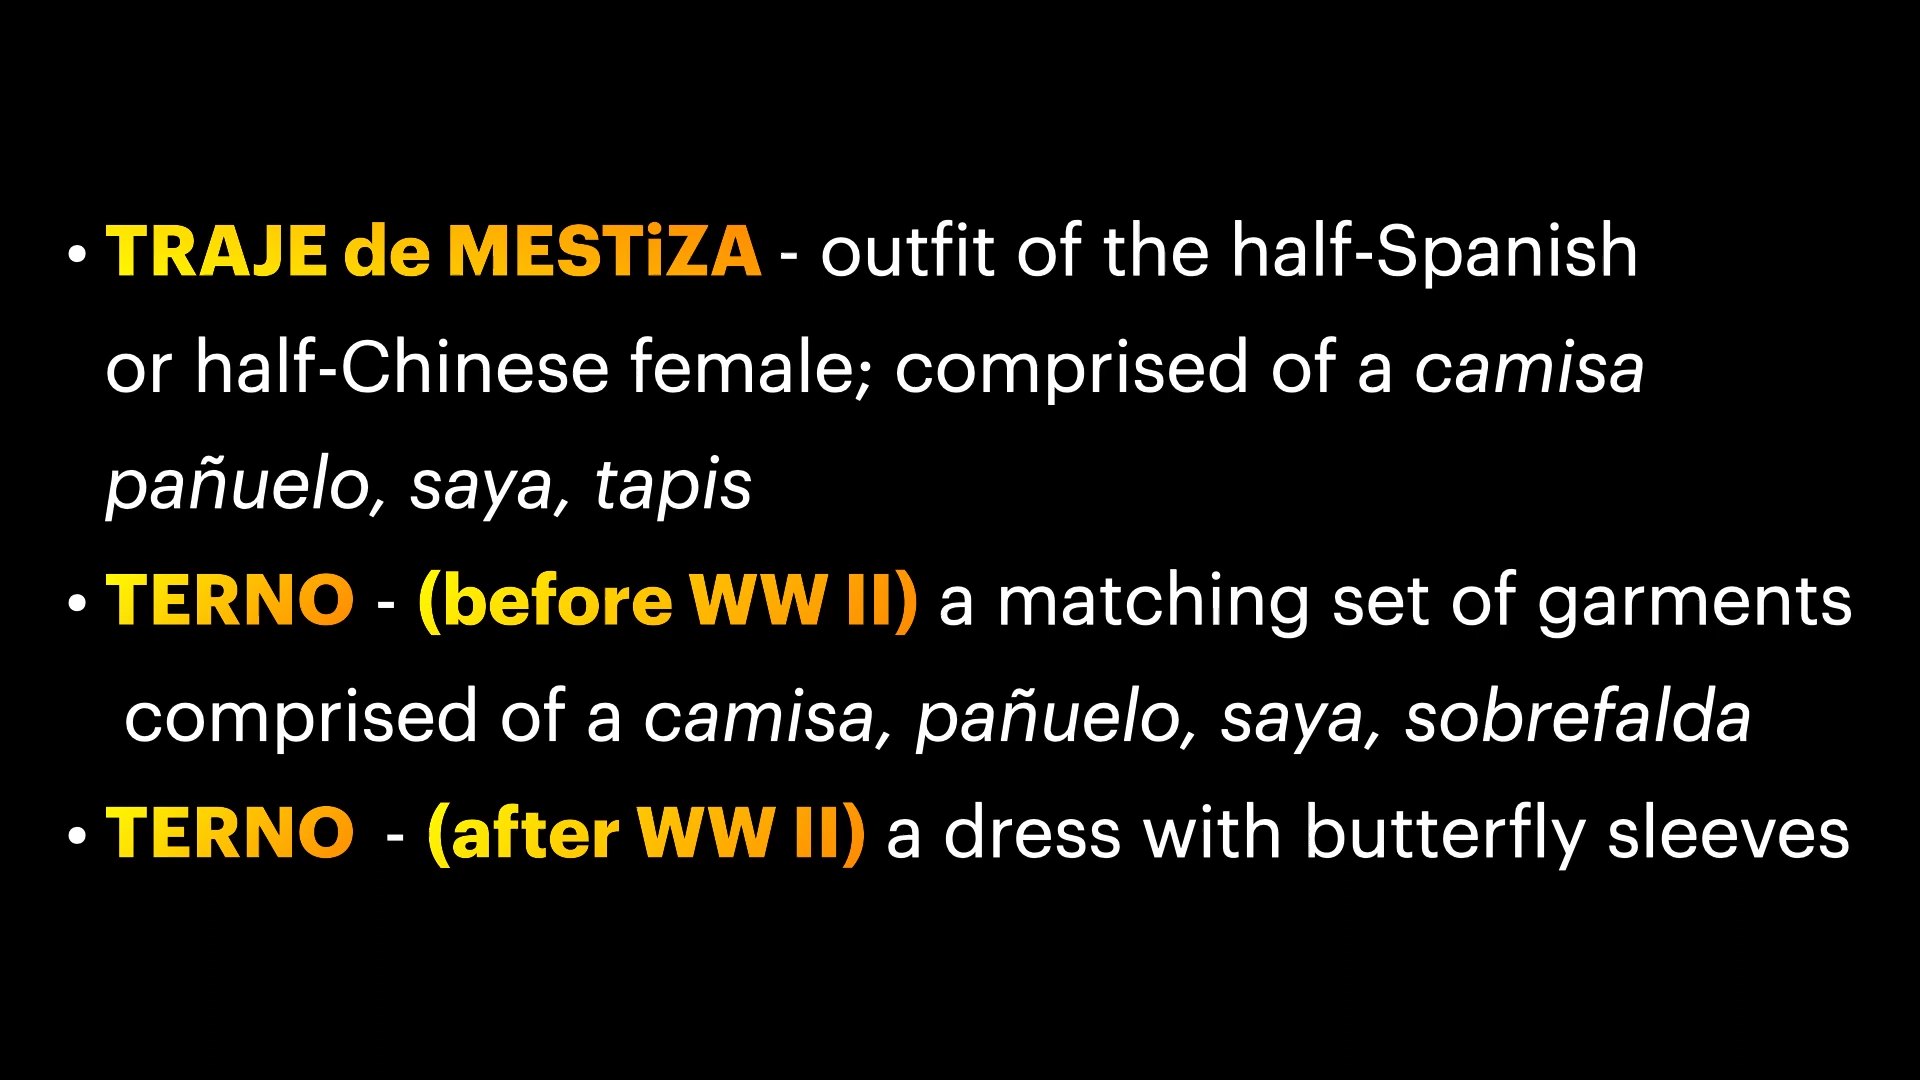 • TRAJE de MESTiZA - outfit of the half-Spanish
or half-Chinese female; comprised of a camisa
pañuelo, saya, tapis
• TERNO - (before WW II) a matching set of garments
comprised of a camisa, pañuelo, saya, sobrefalda
• TERNO - (after WW II) a dress with butterfly sleeves